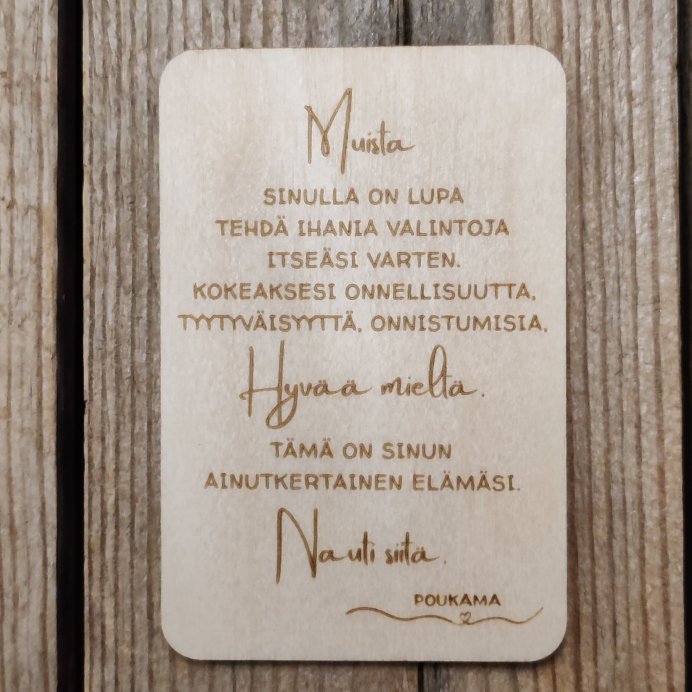 Muista
SINULLA ON LUPA
TEHDÄ IHANIA VALINTOJA
ITSEÄSI VARTEN.
KOKEAKSESI ONNELLISUUTTA,
TYYTYVÄISYYTTÄ, ONNISTUMISIA,
Hyvää mieltä.
TÄMÄ ON SINUN
AINUTKERTAINEN ELÄMÄSI.
Nauti siitä.
POUKAMA